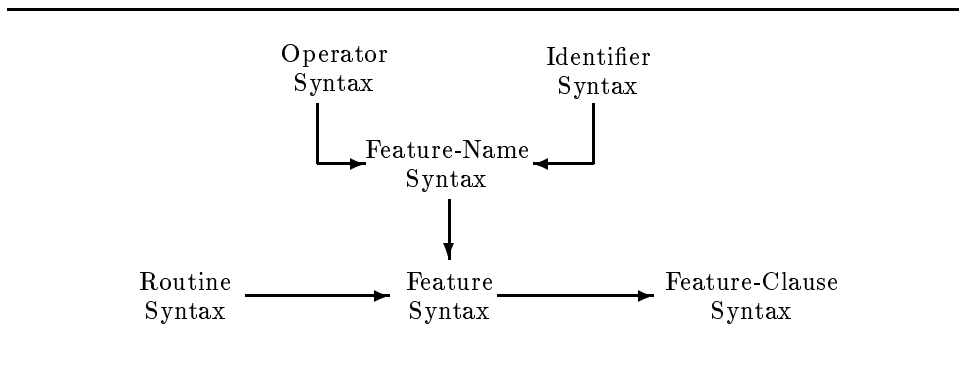 Operator
Syntax
Identifier
Syntax
Feature-Name
Syntax
Routine
Syntax
Feature
Syntax
Feature-Clause
Syntax